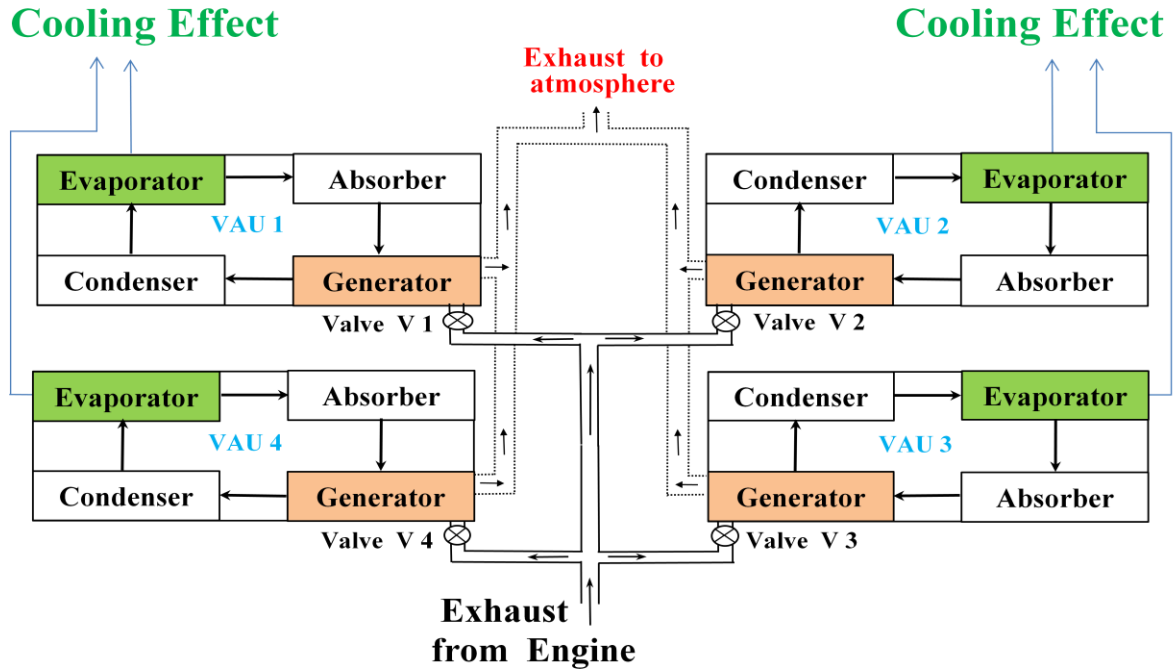 Cooling Effect
Cooling Effect
Exhaust to
atmosphere
Evaporator
Absorber
VAU 1
Condenser
Generator
Valve V 1
Condenser
Evaporator
VAU 2
Generator
Absorber
Valve V 2
Evaporator
Absorber
VAU 4
Condenser
Generator
Valve V 4
Condenser
Evaporator
VAU 3
Generator
Absorber
Valve V 3
Exhaust
from Engine